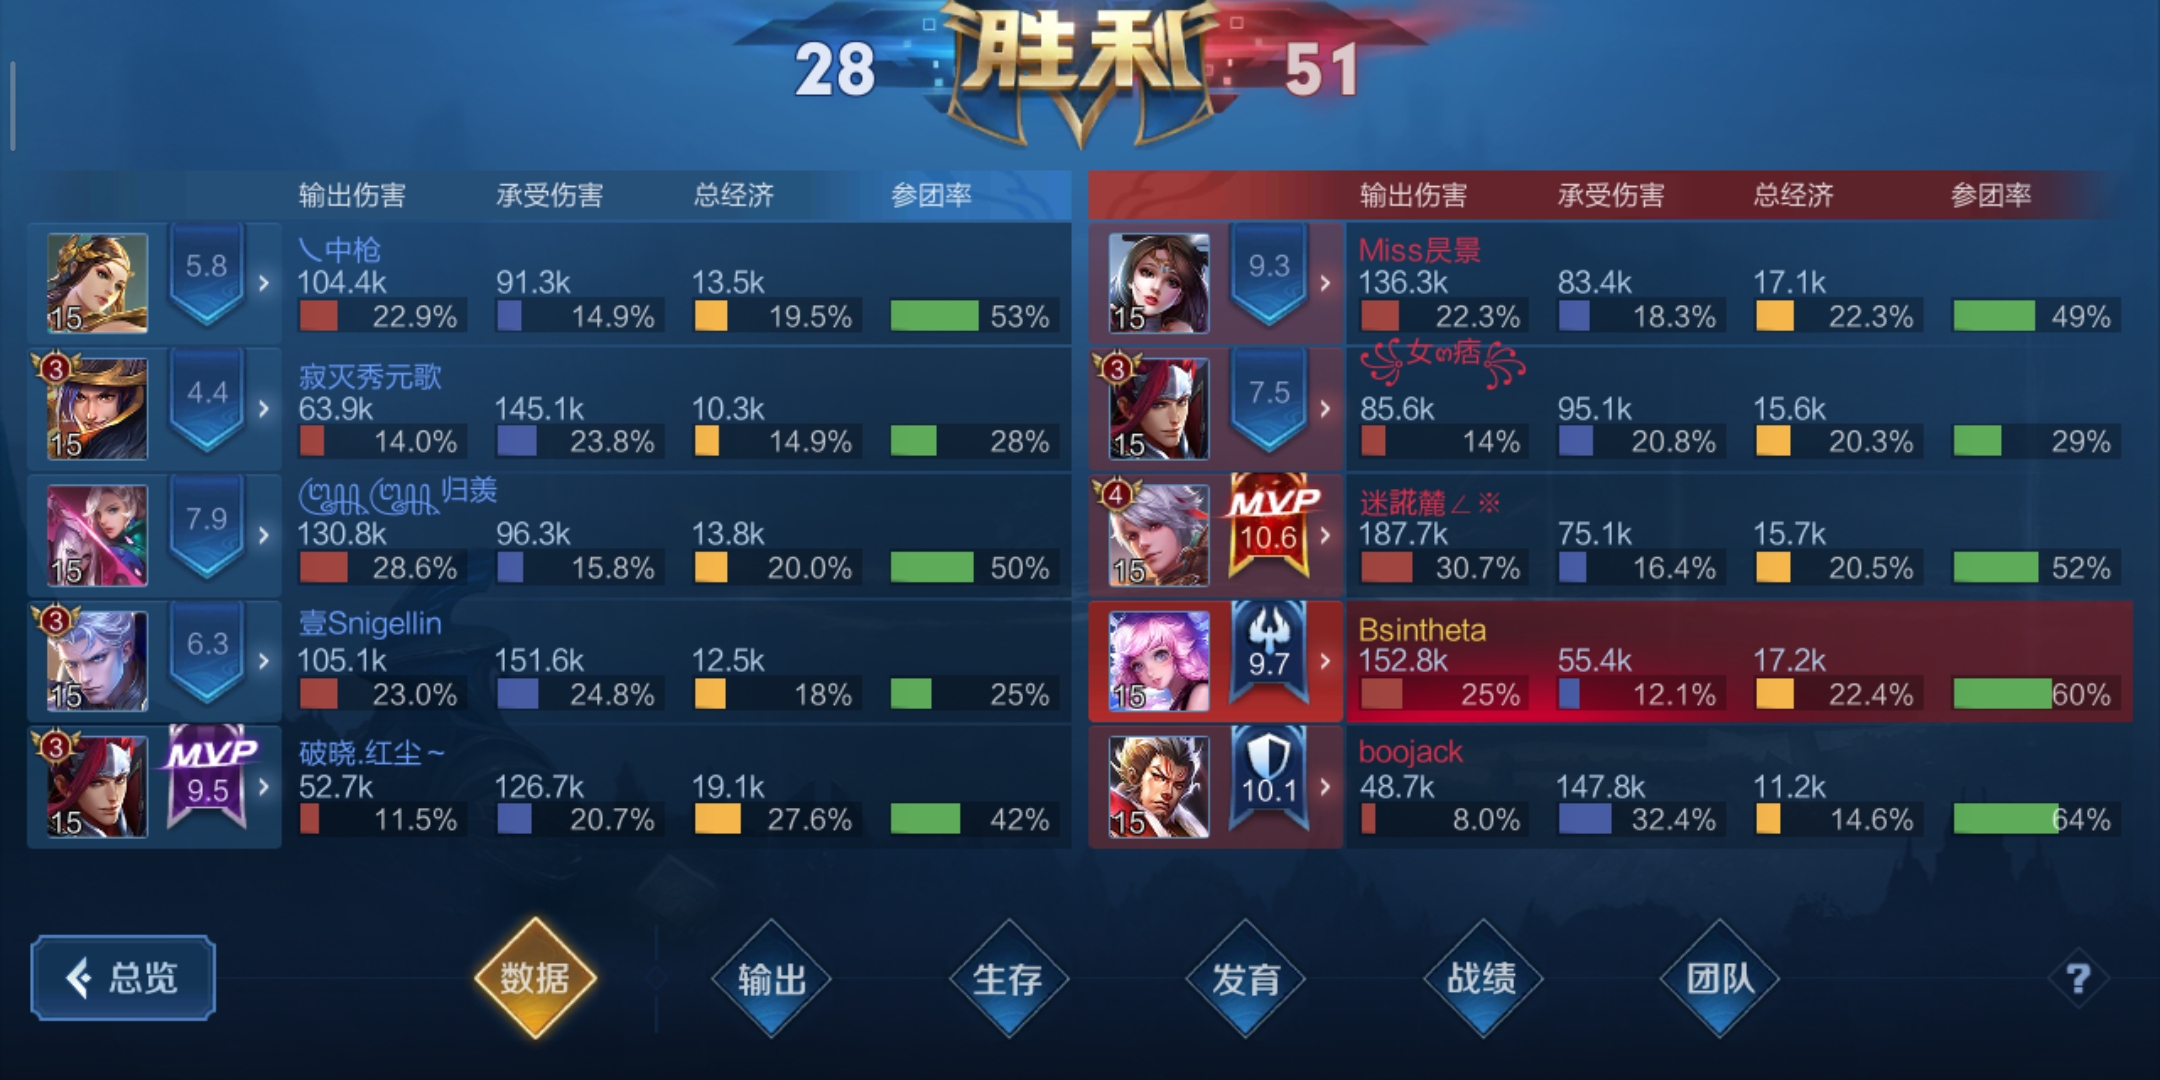 28 胜利 51
输出伤害 承受伤害 总经济 参团率
输出伤害 承受伤害 总经济 参团率
15 5.8
㇏中枪
104.4k 91.3k 13.5k
22.9% 14.9% 19.5% 53%
3 15 4.4
寂灭秀元歌
63.9k 145.1k 10.3k
14.0% 23.8% 14.9% 28%
15 7.9
归羡
130.8k 96.3k 13.8k
28.6% 15.8% 20.0% 50%
3 15 6.3
壹Snigellin
105.1k 151.6k 12.5k
23.0% 24.8% 18% 25%
3 15 MVP 9.5
破晓.红尘~
52.7k 126.7k 19.1k
11.5% 20.7% 27.6% 42%
15 9.3
Miss昃景
136.3k 83.4k 17.1k
22.3% 18.3% 22.3% 49%
3 15 7.5
女ო痞
85.6k 95.1k 15.6k
14% 20.8% 20.3% 29%
4 15 MVP 10.6
迷誮麓∠※
187.7k 75.1k 15.7k
30.7% 16.4% 20.5% 52%
15 9.7
Bsintheta
152.8k 55.4k 17.2k
25% 12.1% 22.4% 60%
15 10.1
boojack
48.7k 147.8k 11.2k
8.0% 32.4% 14.6% 64%
总览 数据 输出 生存 发育 战绩 团队 ?